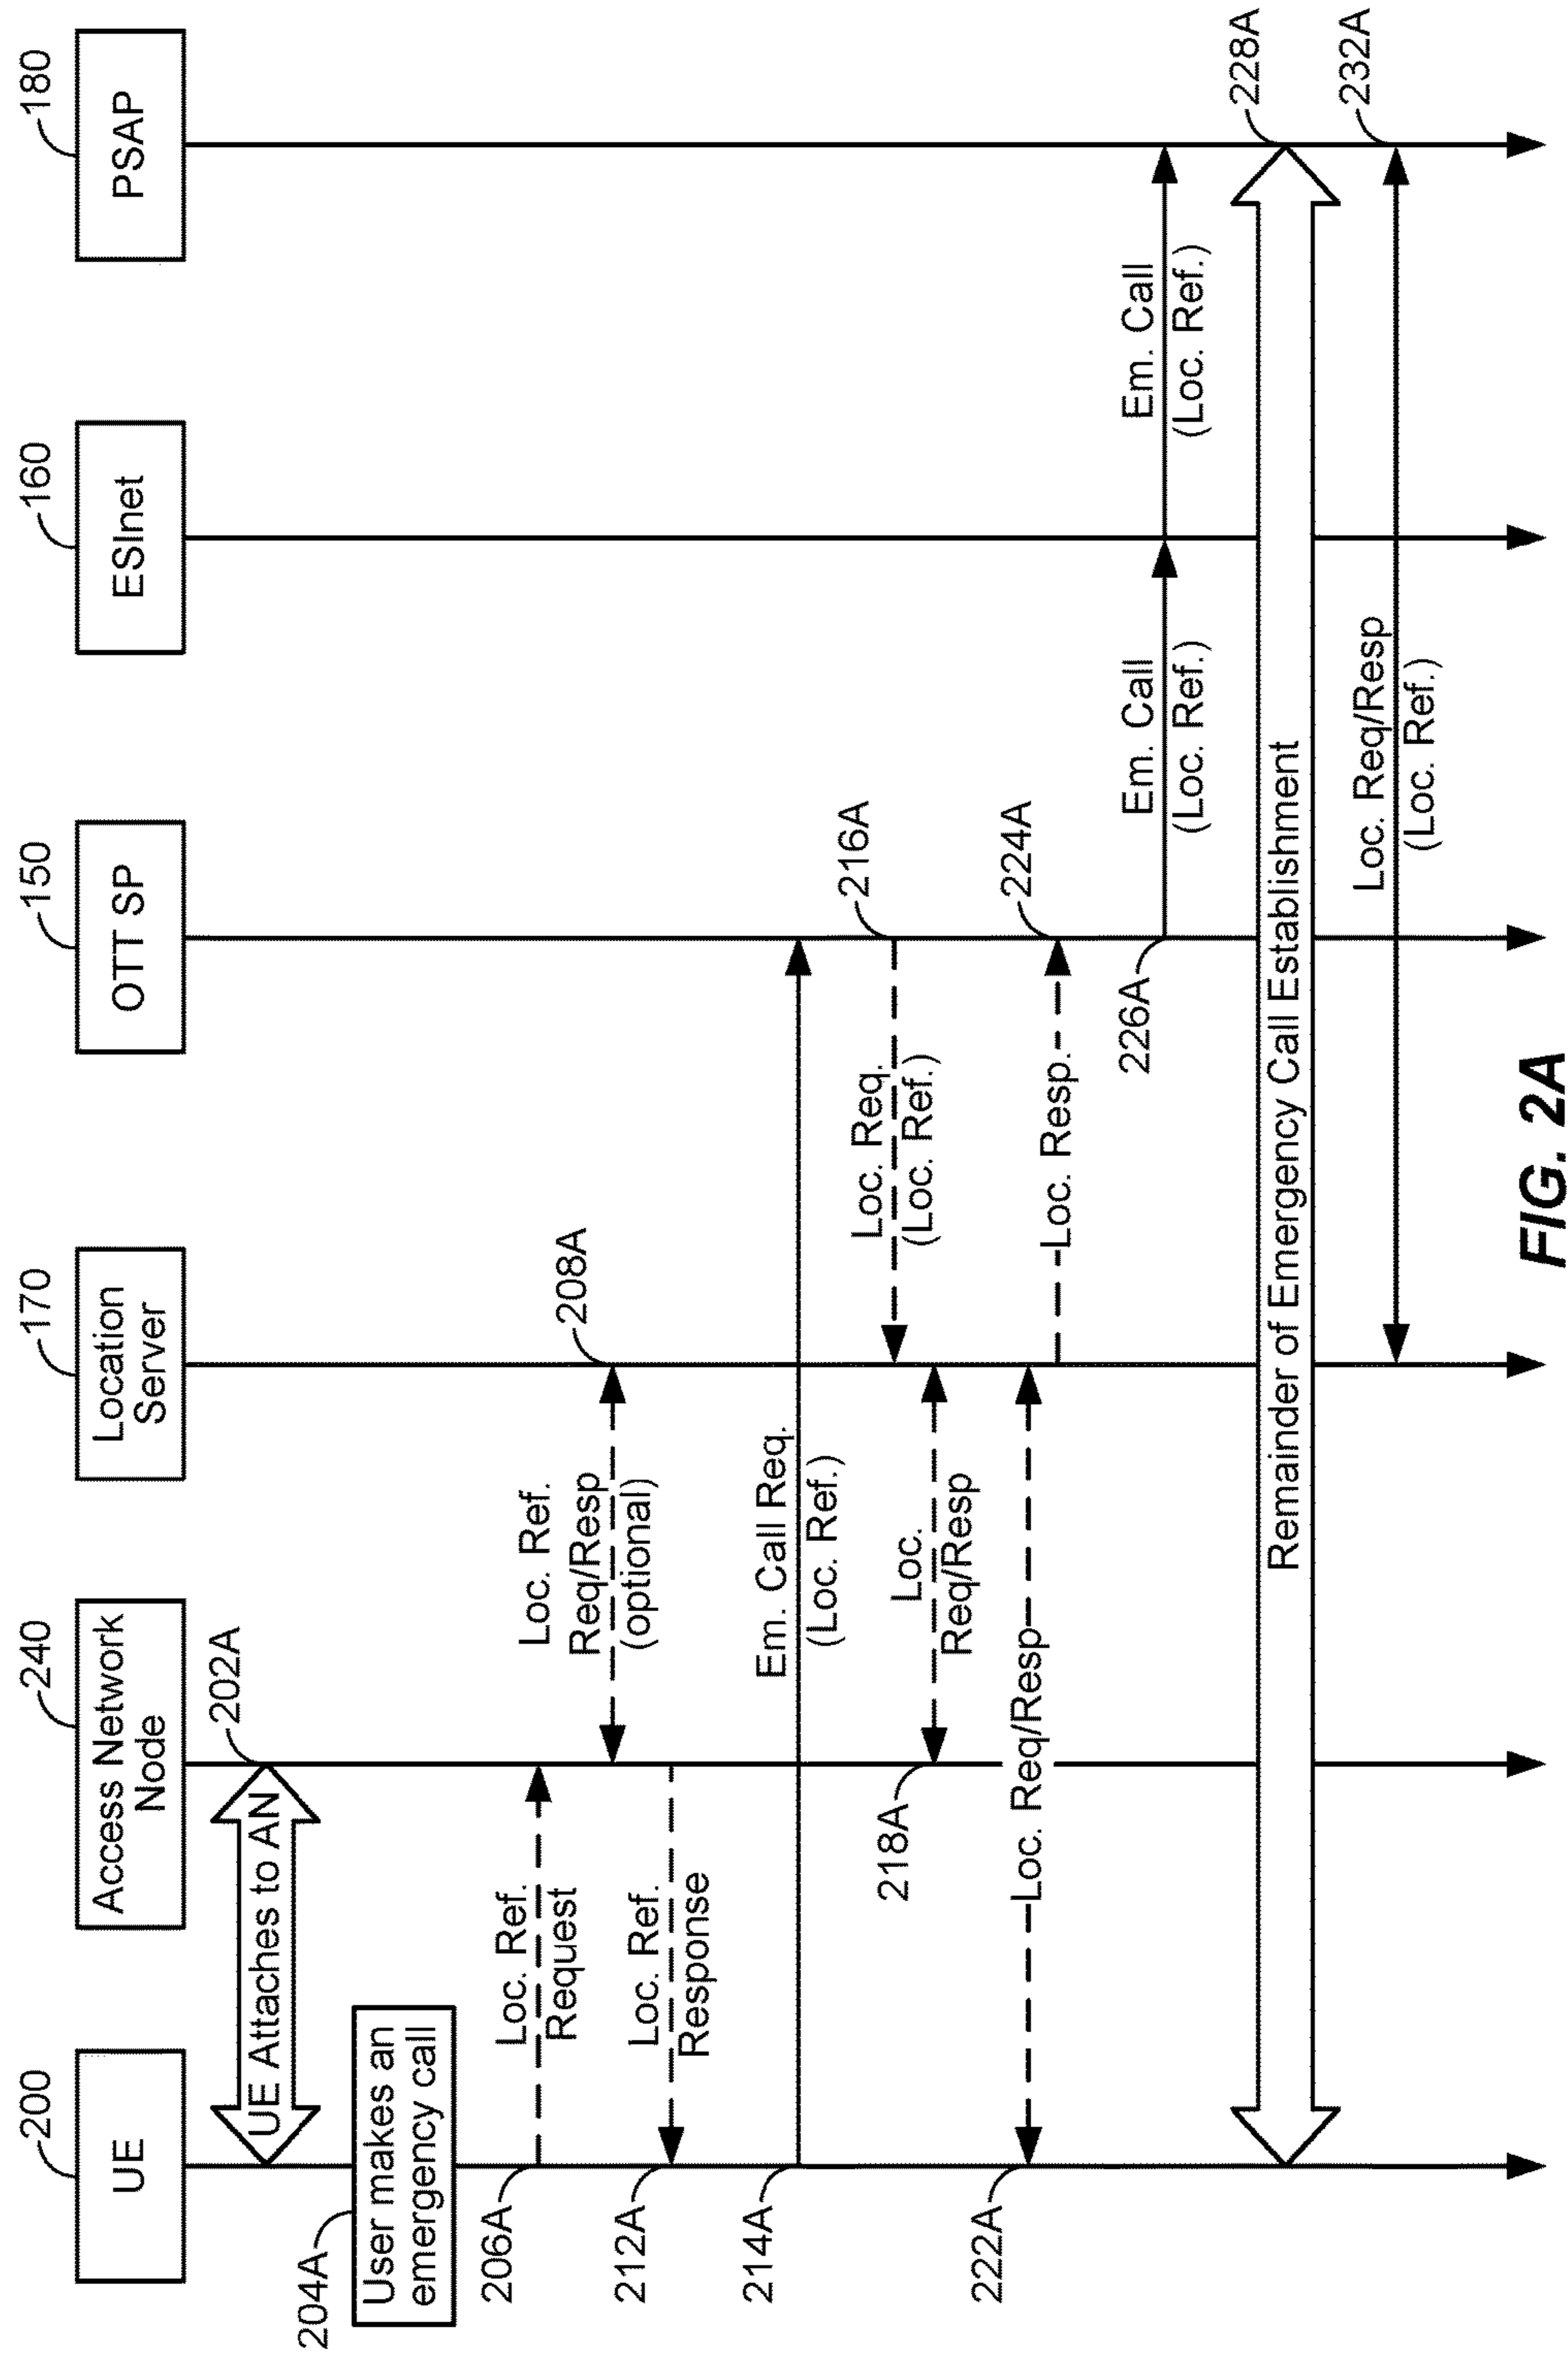 200
240
170
150
160
180
UE
Access Network
Node
Location
Server
OTT SP
ESInet
PSAP
UE Attaches to AN
202A
204A
User makes an
emergency call
206A
Loc. Ref.
Request
Loc. Ref.
Req/Resp
(optional)
208A
212A
Loc. Ref.
Response
214A
Em. Call Req.
(Loc. Ref.)
Loc. Req.
(Loc. Ref.)
216A
218A
Loc.
Req/Resp
222A
Loc. Req/Resp
Loc. Resp.
224A
226A
Em. Call
(Loc. Ref.)
Em. Call
(Loc. Ref.)
Remainder of Emergency Call Establishment
228A
Loc. Req/Resp
(Loc. Ref.)
232A
FIG. 2A